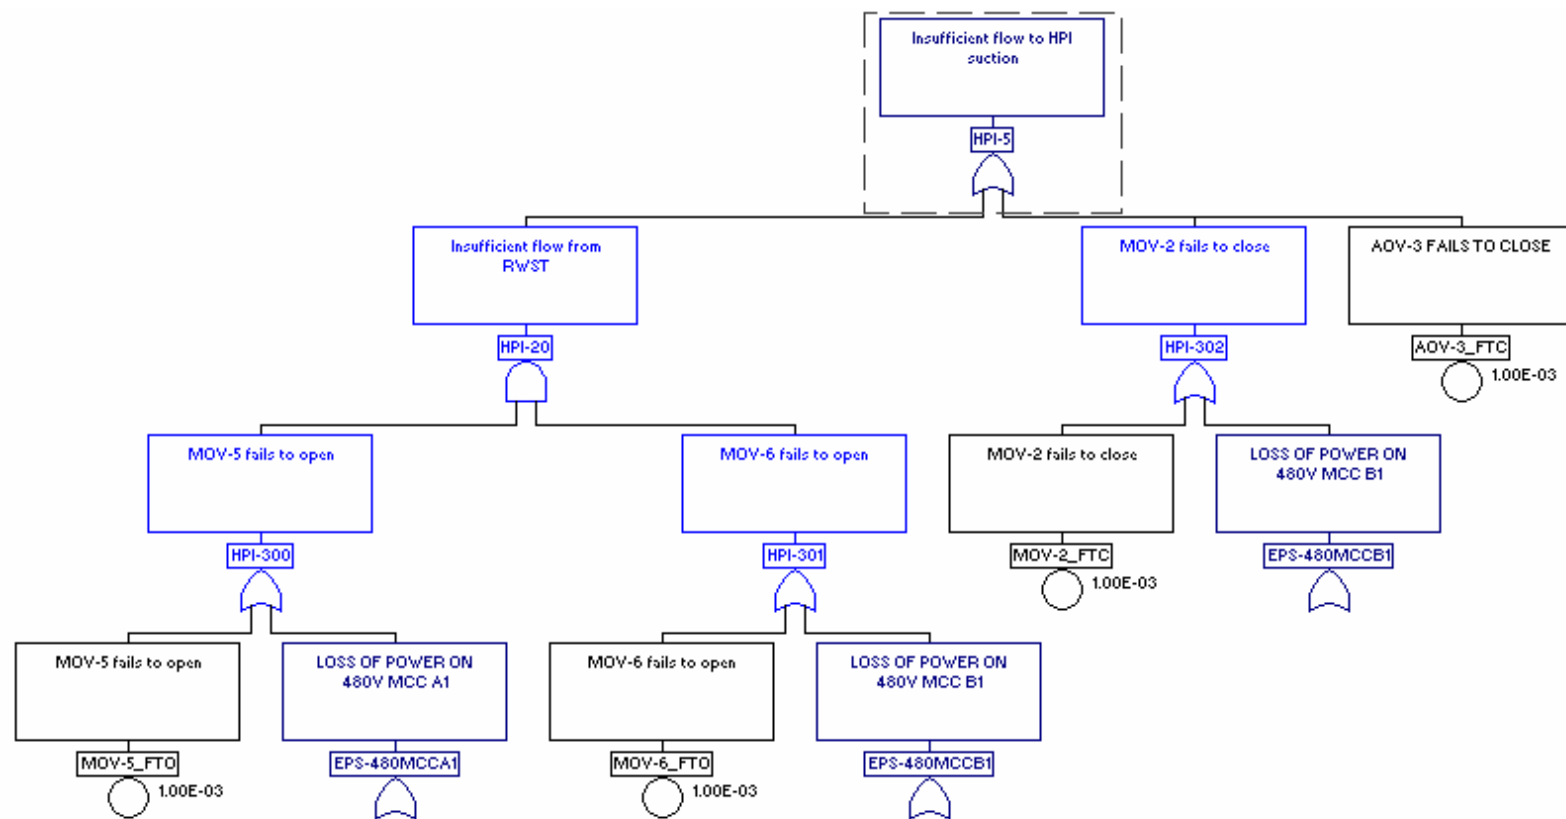 Insufficient flow to HPI
suction
HPI-5
Insufficient flow from
RWST
HPI-20
MOV-2 fails to close
HPI-302
AOV-3 FAILS TO CLOSE
AOV-3_FTC
1.00E-03
MOV-5 fails to open
HPI-300
MOV-6 fails to open
HPI-301
MOV-2 fails to close
MOV-2_FTC
1.00E-03
LOSS OF POWER ON
480V MCC B1
EPS-480MCCB1
MOV-5 fails to open
MOV-5_FTO
1.00E-03
LOSS OF POWER ON
480V MCC A1
EPS-480MCCA1
MOV-6 fails to open
MOV-6_FTO
1.00E-03
LOSS OF POWER ON
480V MCC B1
EPS-480MCCB1